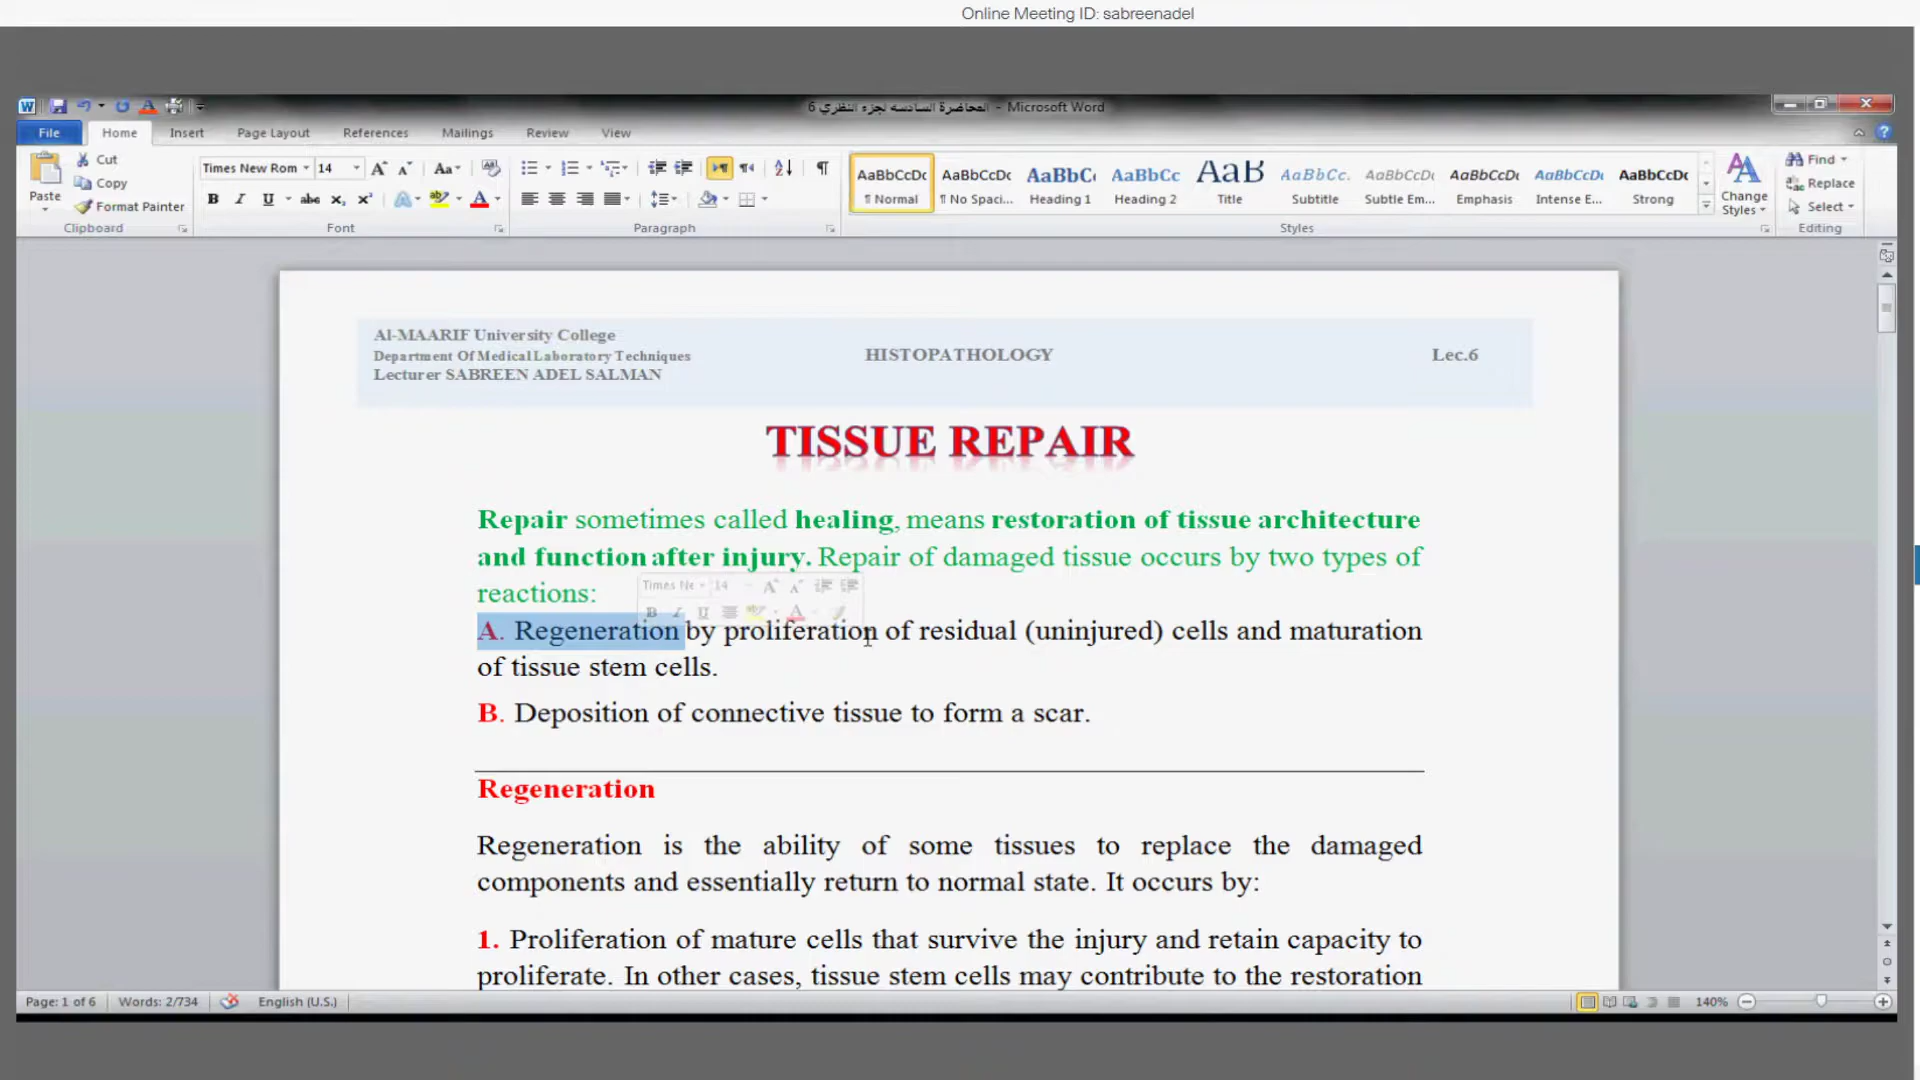 Online Meeting ID: sabreenadel
المحاضرة السادسه لجزء النظري 6 - Microsoft Word
File Home Insert Page Layout References Mailings Review View
Cut
Copy
Format Painter
Paste
Clipboard
Times New Rom 14
Font
Paragraph
AaBbCcDc AaBbCcDc AaBbC AaBbCc AaB AaBbCc. AaBbCcDc AaBbCcDc AaBbCcDc AaBbCcDc
¶ Normal ¶ No Spaci... Heading 1 Heading 2 Title Subtitle Subtle Em... Emphasis Intense E... Strong
Styles
Change Styles
Find
Replace
Select
Editing
Al-MAARIF University College
Department Of Medical Laboratory Techniques
Lecturer SABREEN ADEL SALMAN
HISTOPATHOLOGY
Lec.6
TISSUE REPAIR
Repair sometimes called healing, means restoration of tissue architecture
and function after injury. Repair of damaged tissue occurs by two types of
reactions:
Times Ne 14
A. Regeneration by proliferation of residual (uninjured) cells and maturation
of tissue stem cells.
B. Deposition of connective tissue to form a scar.
Regeneration
Regeneration is the ability of some tissues to replace the damaged
components and essentially return to normal state. It occurs by:
1. Proliferation of mature cells that survive the injury and retain capacity to
proliferate. In other cases, tissue stem cells may contribute to the restoration
Page: 1 of 6 Words: 2/734 English (U.S.) 140%